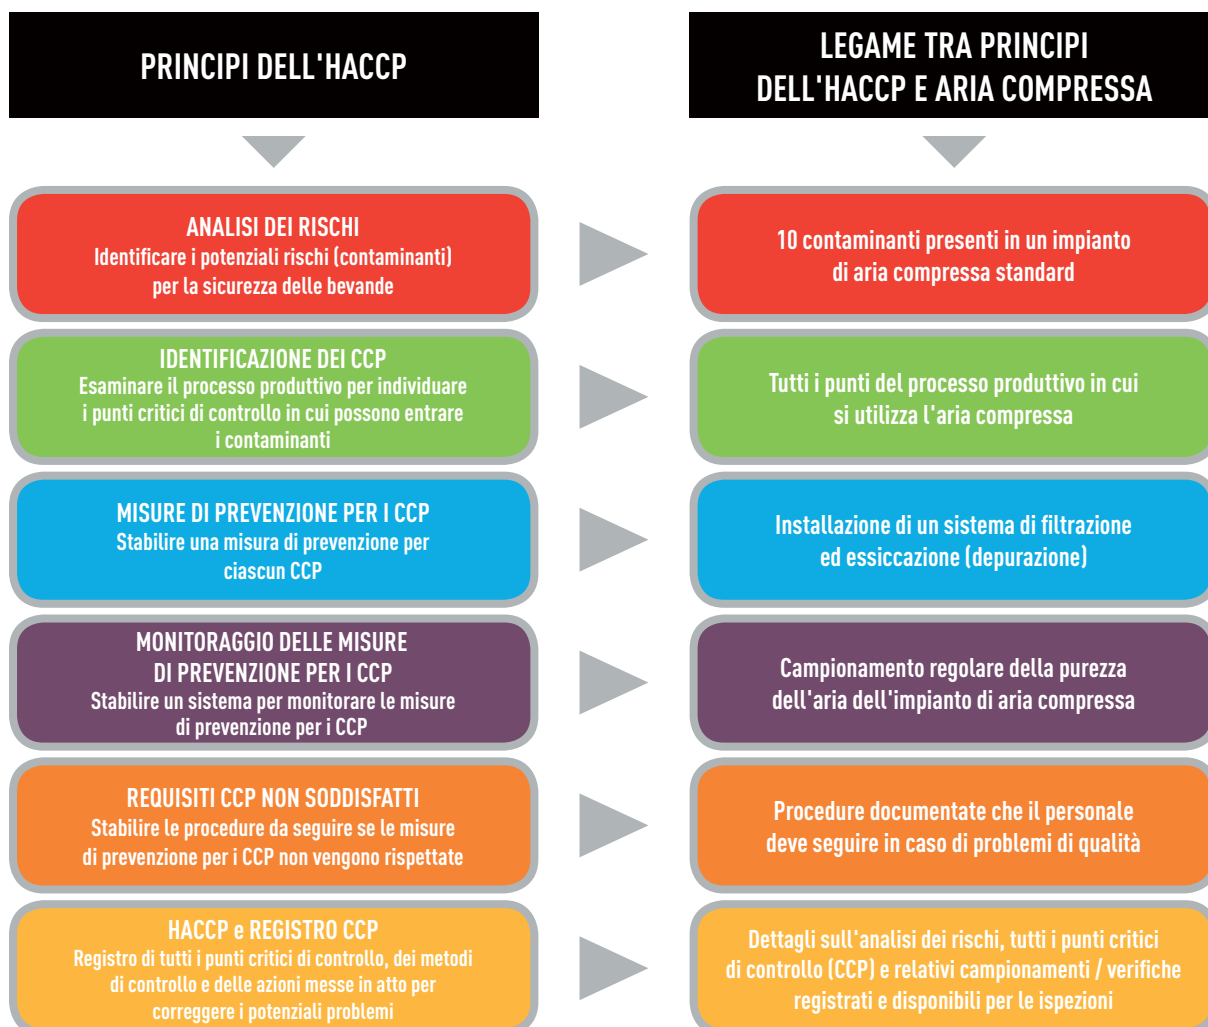 PRINCIPI DELL'HACCP
LEGAME TRA PRINCIPI
DELL'HACCP E ARIA COMPRESSA
ANALISI DEI RISCHI
Identificare i potenziali rischi (contaminanti)
per la sicurezza delle bevande
10 contaminanti presenti in un impianto
di aria compressa standard
IDENTIFICAZIONE DEI CCP
Esaminare il processo produttivo per individuare
i punti critici di controllo in cui possono entrare
i contaminanti
Tutti i punti del processo produttivo in cui
si utilizza l'aria compressa
MISURE DI PREVENZIONE PER I CCP
Stabilire una misura di prevenzione per
ciascun CCP
Installazione di un sistema di filtrazione
ed essiccazione (depurazione)
MONITORAGGIO DELLE MISURE
DI PREVENZIONE PER I CCP
Stabilire un sistema per monitorare le misure
di prevenzione per i CCP
Campionamento regolare della purezza
dell'aria dell'impianto di aria compressa
REQUISITI CCP NON SODDISFATTI
Stabilire le procedure da seguire se le misure
di prevenzione per i CCP non vengono rispettate
Procedure documentate che il personale
deve seguire in caso di problemi di qualità
HACCP e REGISTRO CCP
Registro di tutti i punti critici di controllo, dei metodi
di controllo e delle azioni messe in atto per
correggere i potenziali problemi
Dettagli sull'analisi dei rischi, tutti i punti critici
di controllo (CCP) e relativi campionamenti / verifiche
registrati e disponibili per le ispezioni